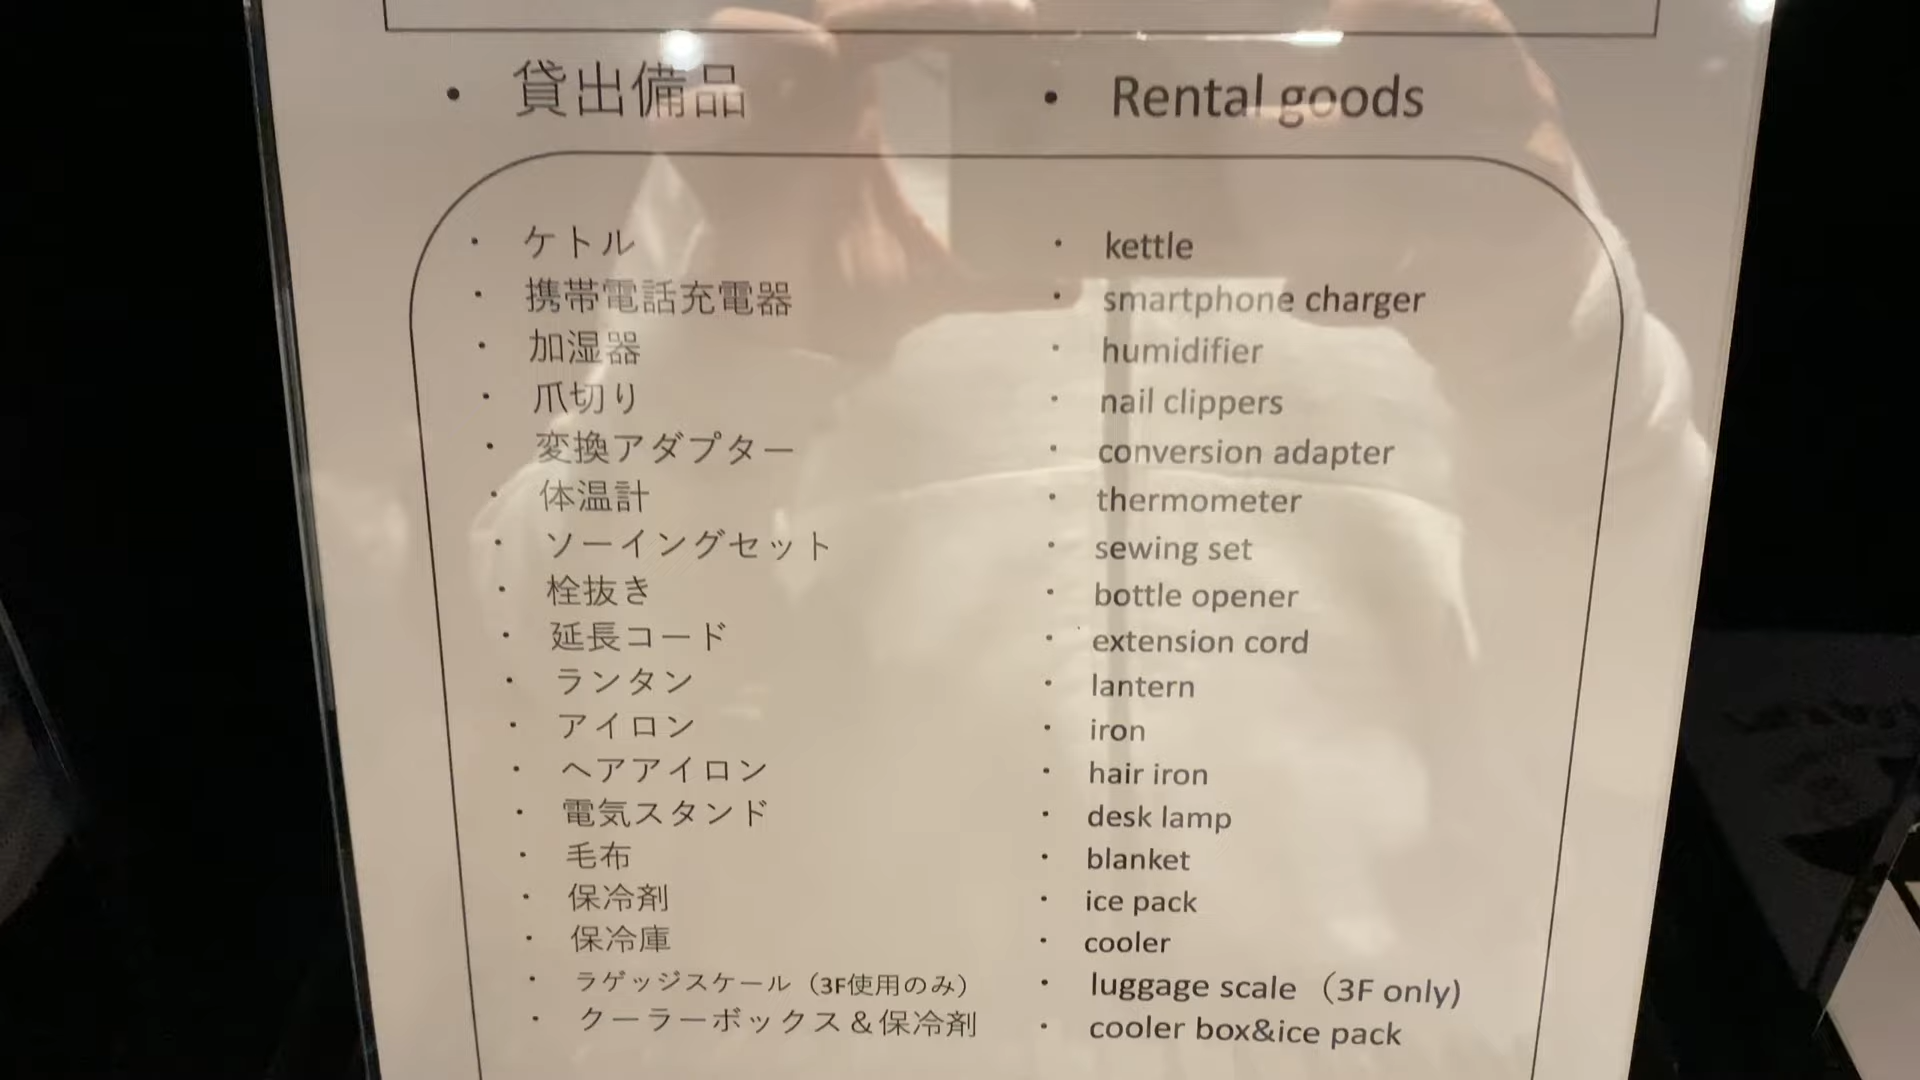 ・ 貸出備品
・ ケトル
・ 携帯電話充電器
・ 加湿器
・ 爪切り
・ 変換アダプター
・ 体温計
・ ソーイングセット
・ 栓抜き
・ 延長コード
・ ランタン
・ アイロン
・ ヘアアイロン
・ 電気スタンド
・ 毛布
・ 保冷剤
・ 保冷庫
・ ラゲッジスケール（3F使用のみ）
・ クーラーボックス＆保冷剤
・ Rental goods
・ kettle
・ smartphone charger
・ humidifier
・ nail clippers
・ conversion adapter
・ thermometer
・ sewing set
・ bottle opener
・ extension cord
・ lantern
・ iron
・ hair iron
・ desk lamp
・ blanket
・ ice pack
・ cooler
・ luggage scale（3F only)
・ cooler box&ice pack